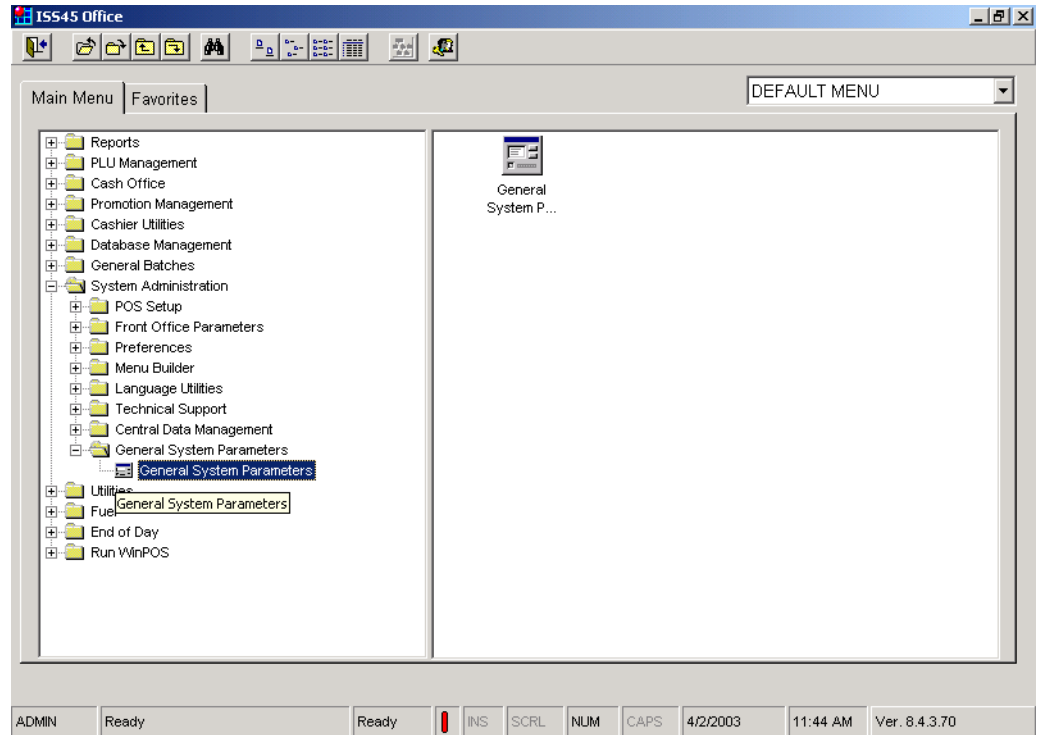 ISS45 Office
Main Menu
Favorites
DEFAULT MENU
Reports
PLU Management
Cash Office
Promotion Management
Cashier Utilities
Database Management
General Batches
System Administration
POS Setup
Front Office Parameters
Preferences
Menu Builder
Language Utilities
Technical Support
Central Data Management
General System Parameters
General System Parameters
Utilities
General System Parameters
Fuel
End of Day
Run WinPOS
General
System P...
ADMIN Ready Ready INS SCRL NUM CAPS 4/2/2003 11:44 AM Ver. 8.4.3.70